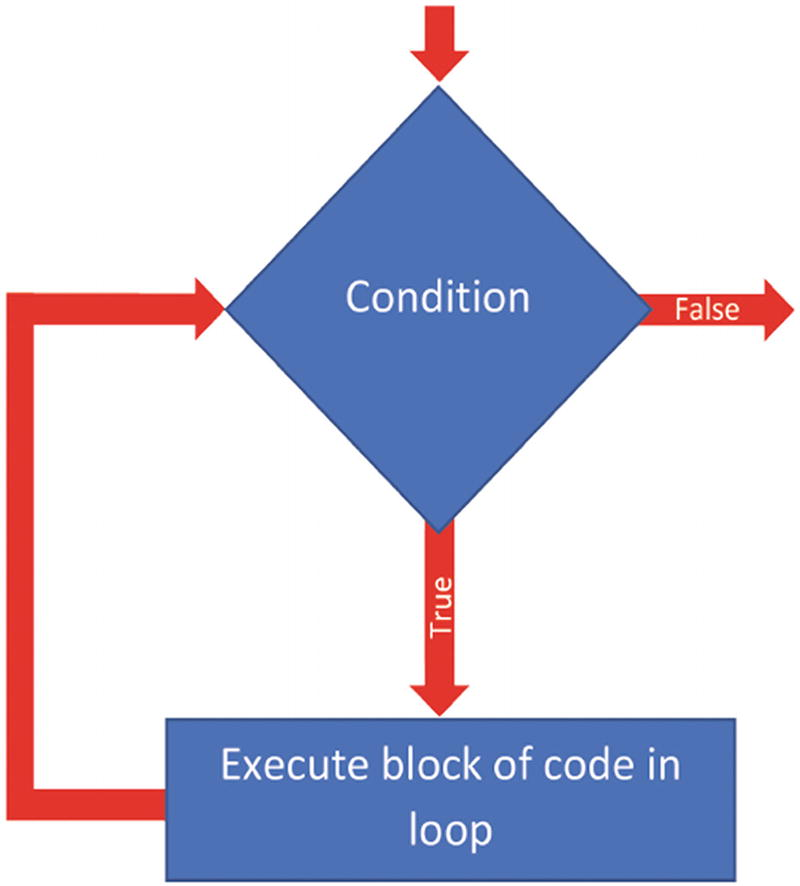 Condition
False
True
Execute block of code in
loop